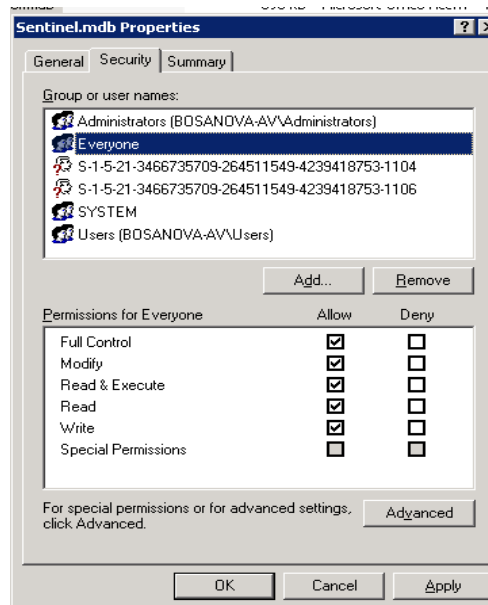 Sentinel.mdb Properties
General Security Summary
Group or user names:
Administrators (BOSANOVA-AV\Administrators)
Everyone
S-1-5-21-3466735709-264511549-4239418753-1104
S-1-5-21-3466735709-264511549-4239418753-1106
SYSTEM
Users (BOSANOVA-AV\Users)
Add... Remove
Permissions for Everyone Allow Deny
Full Control
Modify
Read & Execute
Read
Write
Special Permissions
For special permissions or for advanced settings,
click Advanced.
Advanced
OK Cancel Apply